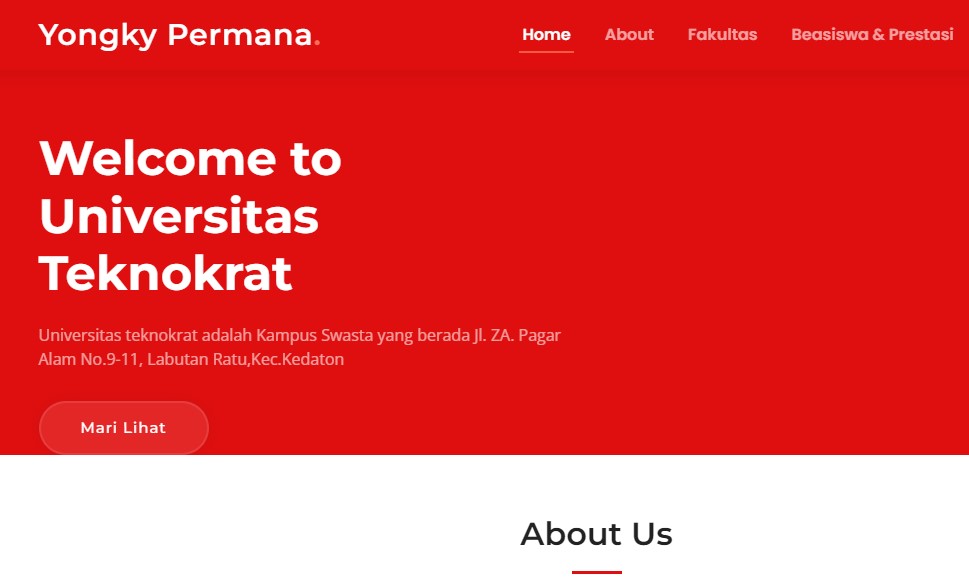 Yongky Permana.
Home About Fakultas Beasiswa & Prestasi
Welcome to
Universitas
Teknokrat
Universitas teknokrat adalah Kampus Swasta yang berada Jl. ZA. Pagar
Alam No.9-11, Labutan Ratu,Kec.Kedaton
Mari Lihat
About Us